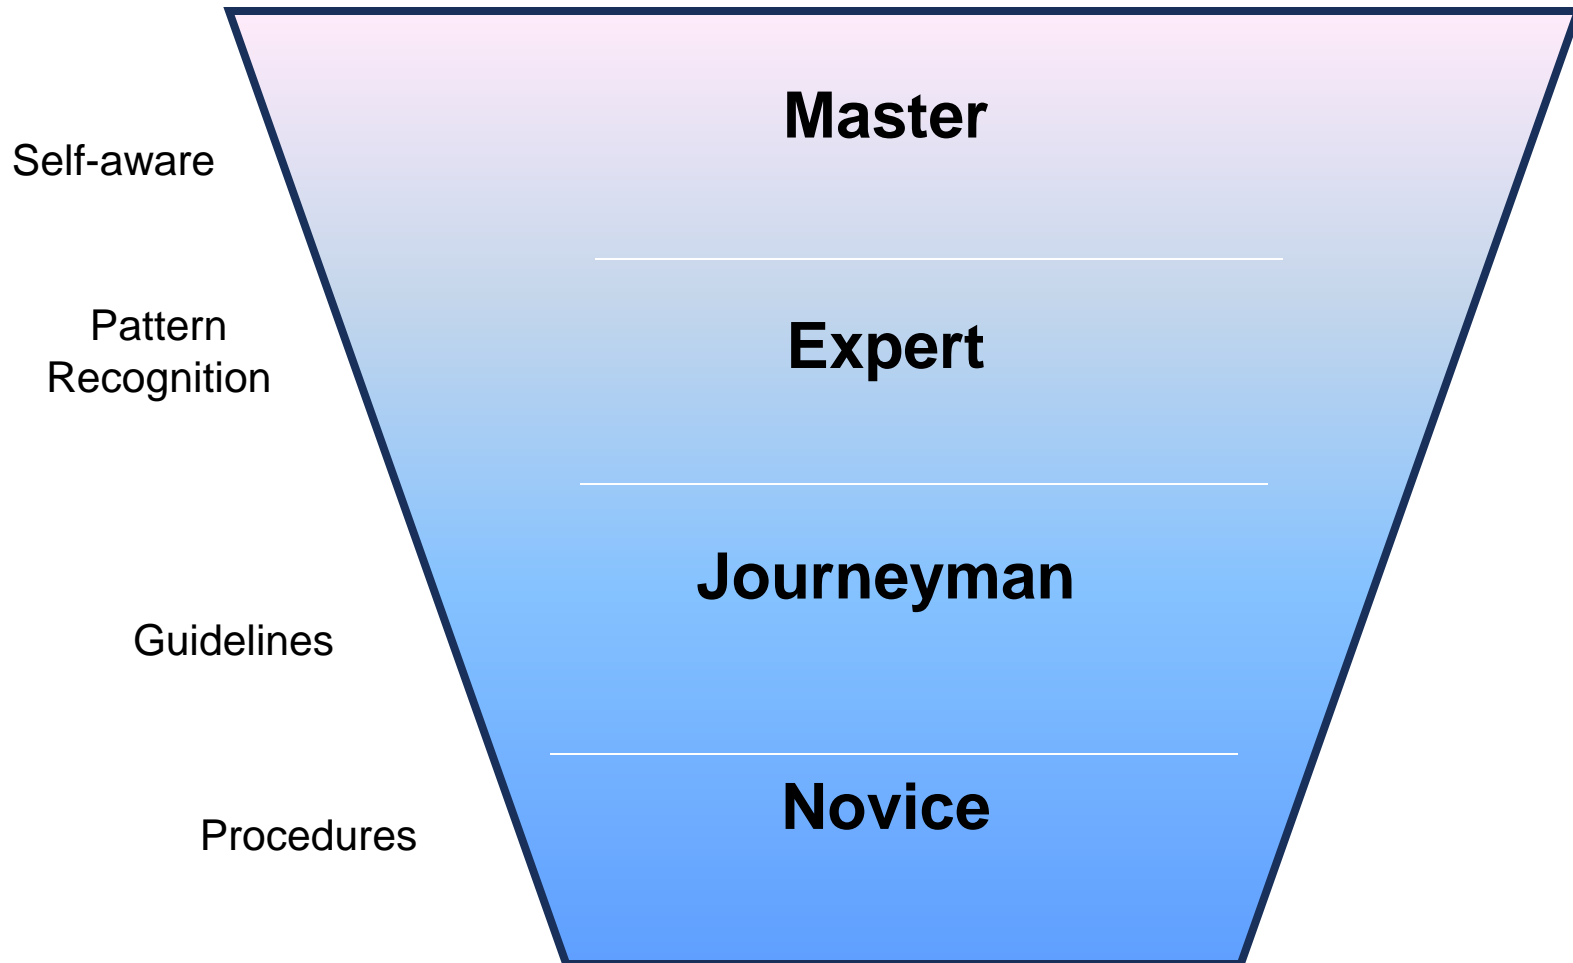 Master
Self-aware
Pattern
Recognition
Expert
Journeyman
Guidelines
Novice
Procedures